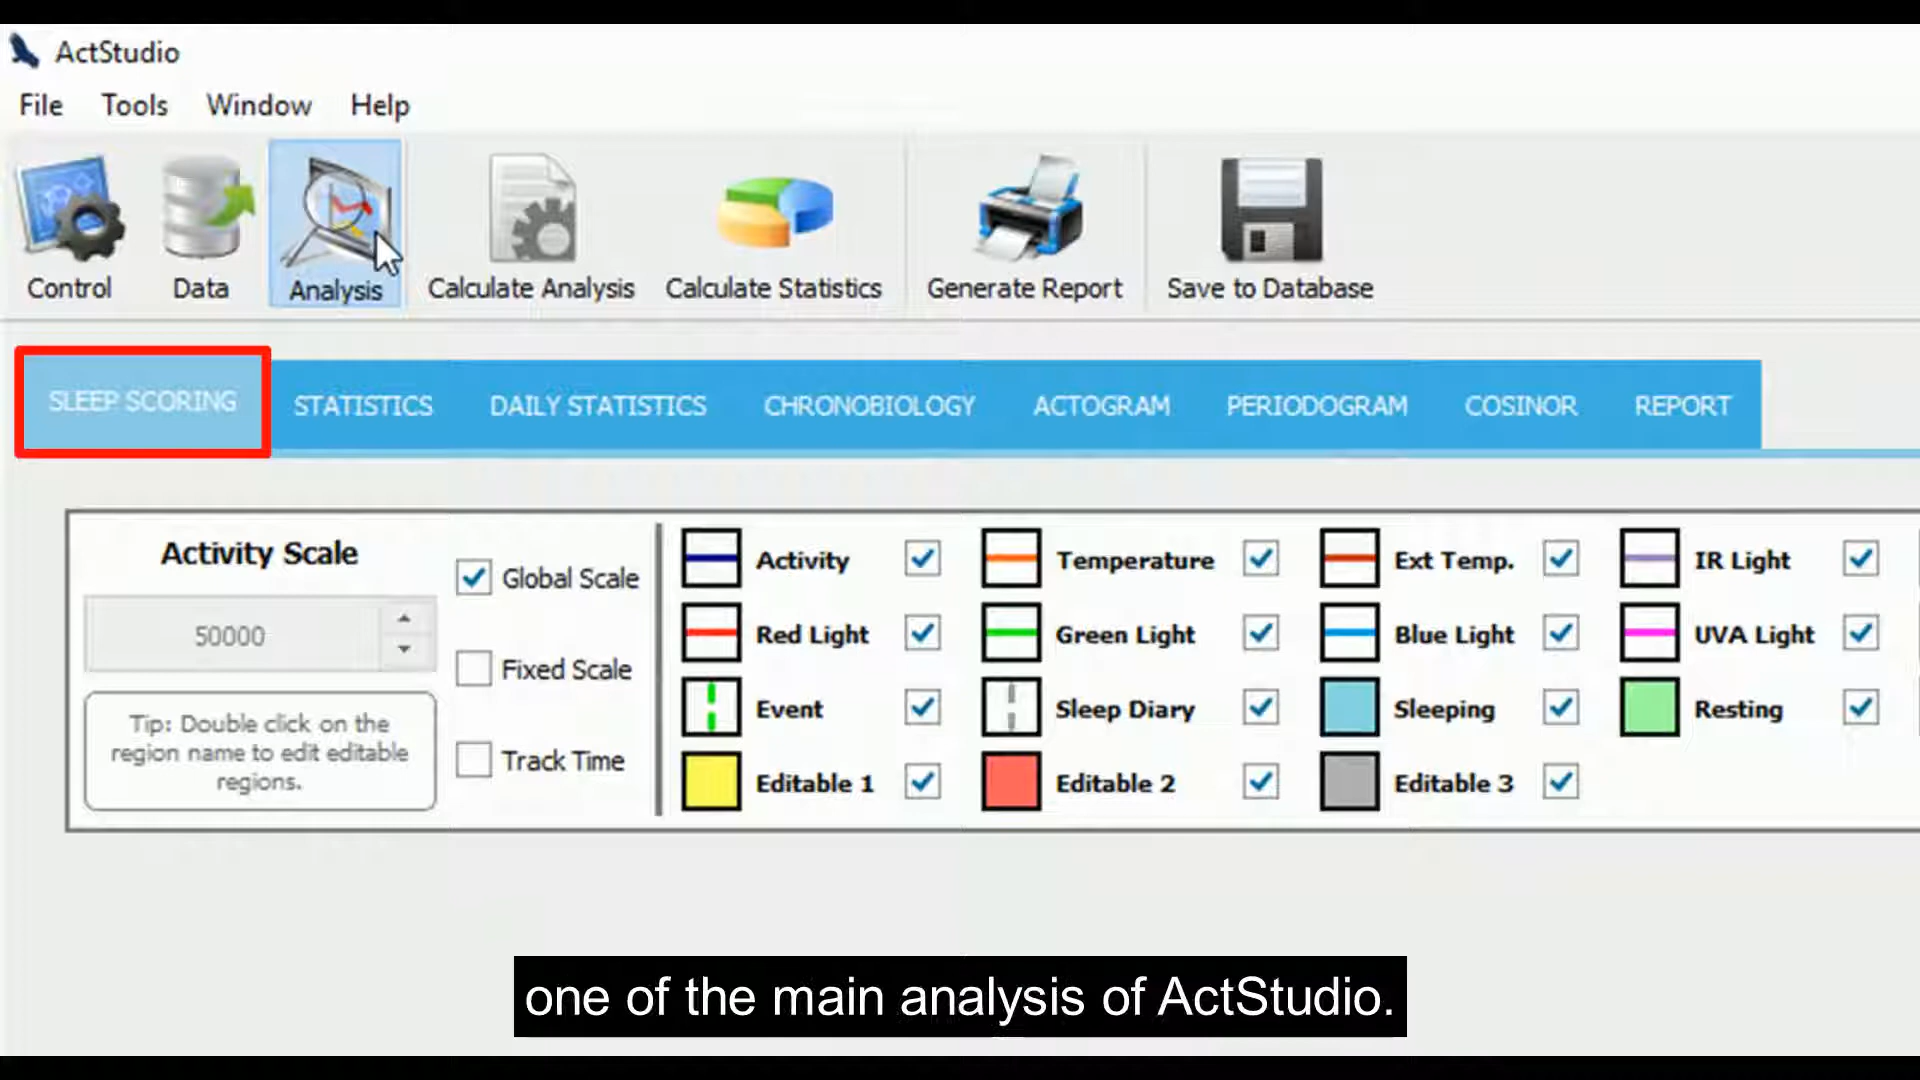 ActStudio
File Tools Window Help
Control Data Analysis Calculate Analysis Calculate Statistics Generate Report Save to Database
SLEEP SCORING STATISTICS DAILY STATISTICS CHRONOBIOLOGY ACTOGRAM PERIODOGRAM COSINOR REPORT
Activity Scale
50000
Tip: Double click on the
region name to edit editable
regions.
Global Scale
Fixed Scale
Track Time
Activity Temperature Ext Temp. IR Light
Red Light Green Light Blue Light UVA Light
Event Sleep Diary Sleeping Resting
Editable 1 Editable 2 Editable 3
one of the main analysis of ActStudio.